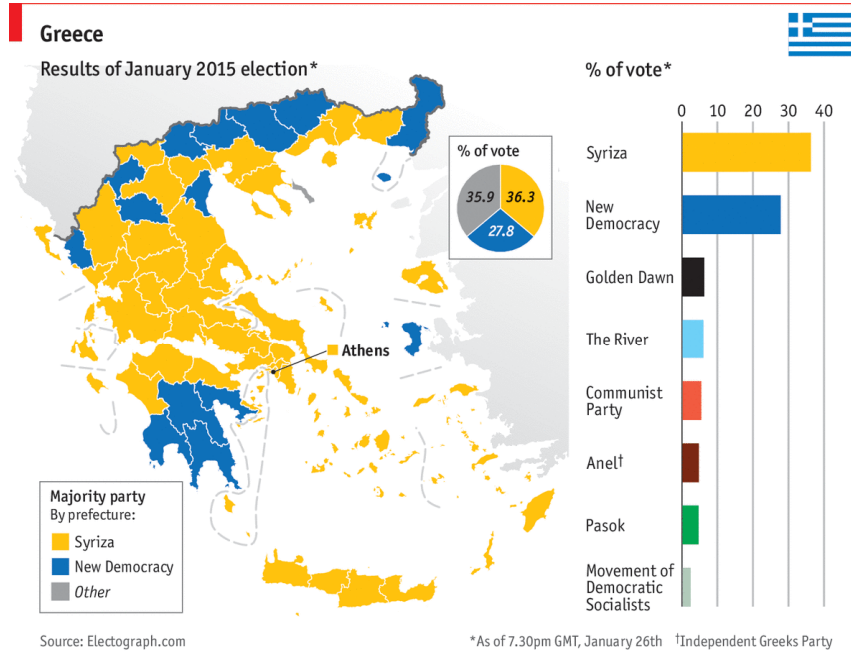 Greece
Results of January 2015 election*
% of vote*
0 10 20 30 40
Syriza
New
Democracy
Golden Dawn
The River
Communist
Party
Anel†
Pasok
Movement of
Democratic
Socialists
% of vote
35.9 36.3
27.8
Athens
Majority party
By prefecture:
Syriza
New Democracy
Other
Source: Electograph.com
*As of 7.30pm GMT, January 26th †Independent Greeks Party